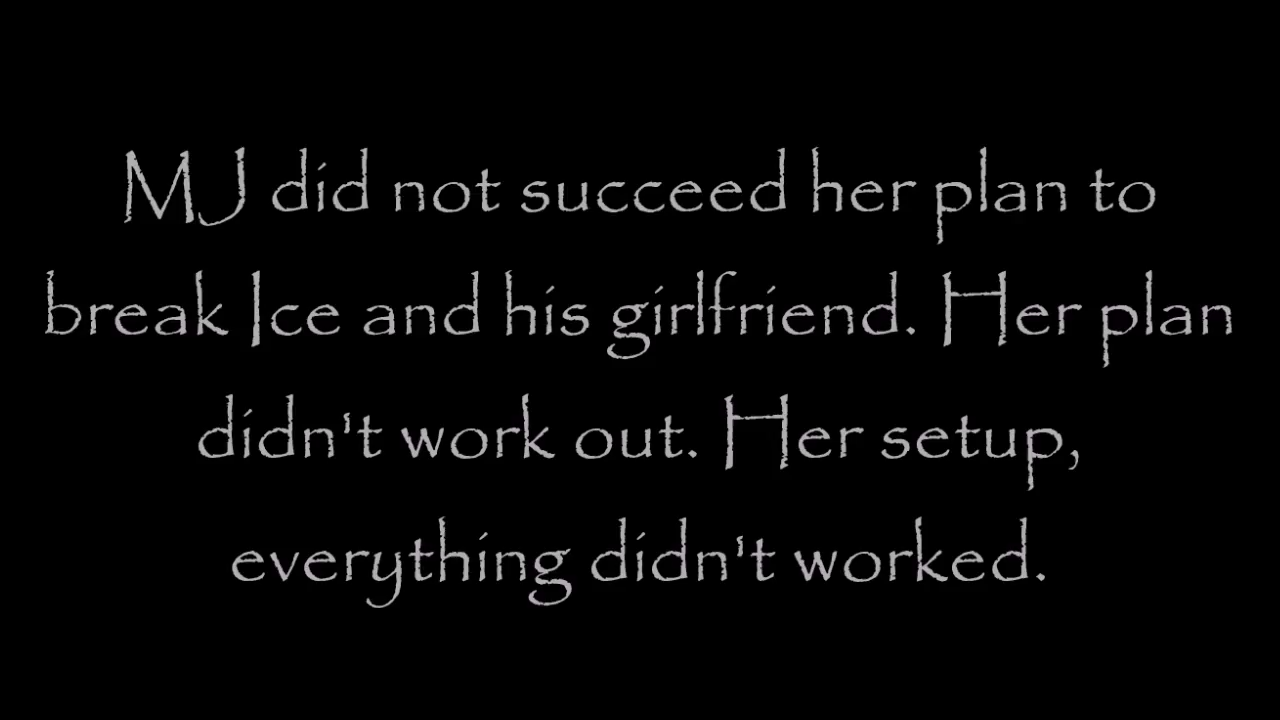 MJ did not succeed her plan to
break Ice and his girlfriend. Her plan
didn't work out. Her setup,
everything didn't worked.